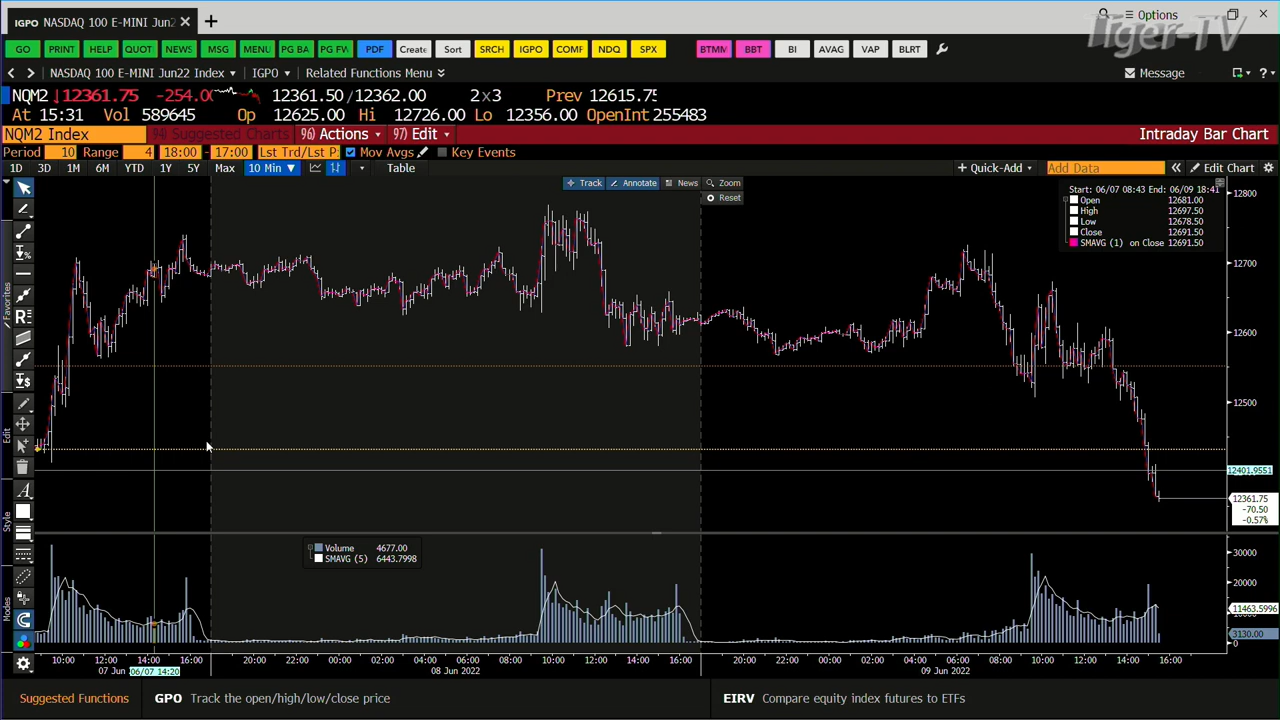 IGPO NASDAQ 100 E-MINI Jun2
Options
Tiger-TV
GO PRINT HELP QUOT NEWS MSG MENU PG BA PG FW PDF Create Sort SRCH IGPO COMF NDQ SPX BTMM BBT BI AVAG VAP BLRT
NASDAQ 100 E-MINI Jun22 Index IGPO Related Functions Menu Message
NQM2 12361.75 -254.00 12361.50/12362.00 2x3 Prev 12615.75
At 15:31 Vol 589645 Op 12625.00 Hi 12726.00 Lo 12356.00 OpenInt 255483
NQM2 Index 94) Suggested Charts 96) Actions 97) Edit Intraday Bar Chart
Period 10 Range 4 18:00 - 17:00 Lst Trd/Lst P Mov Avgs Key Events
1D 3D 1M 6M YTD 1Y 5Y Max 10 Min Table + Quick-Add Add Data Edit Chart
Track Annotate News Zoom
Reset
Start: 06/07 08:43 End: 06/09 18:41
Open 12681.00
High 12697.50
Low 12678.50
Close 12691.50
SMAVG (1) on Close 12691.50
Favorites
Edit
Style
Modes
12800
12700
12600
12500
12401.9551
12361.75
-70.50
-0.57%
Volume 4677.00
SMAVG (5) 6443.7998
30000
20000
11463.5996
3130.00
0
10:00 12:00 14:00 16:00 20:00 22:00 00:00 02:00 04:00 06:00 08:00 10:00 12:00 14:00 16:00 20:00 22:00 00:00 02:00 04:00 06:00 08:00 10:00 12:00 14:00 16:00
07 Jun 06/07 14:20 08 Jun 2022 09 Jun 2022
Suggested Functions GPO Track the open/high/low/close price EIRV Compare equity index futures to ETFs